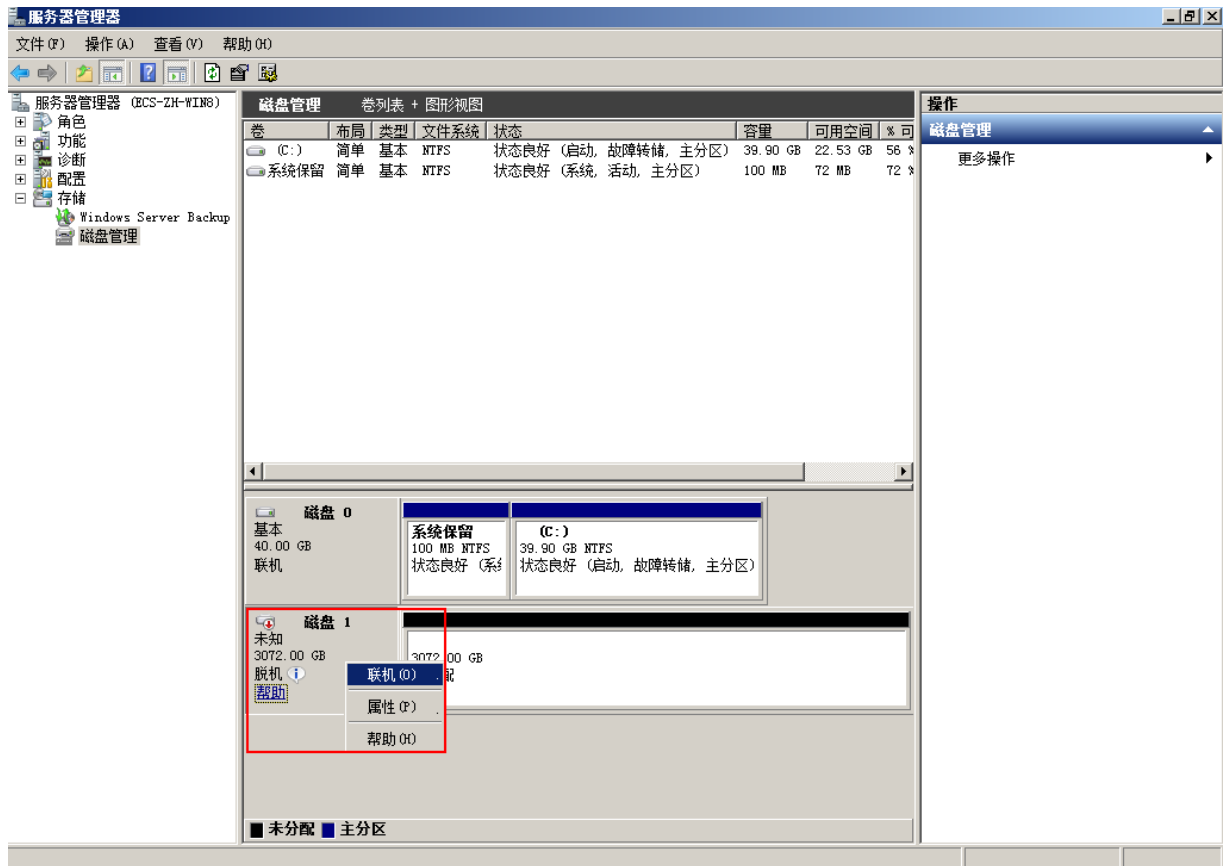 服务器管理器
文件(F) 操作(A) 查看(V) 帮助(H)
服务器管理器 (ECS-ZH-WIN8)
角色
功能
诊断
配置
存储
Windows Server Backup
磁盘管理
磁盘管理 卷列表 + 图形视图
卷 布局 类型 文件系统 状态 容量 可用空间 % 可
(C:) 简单 基本 NTFS 状态良好 (启动, 故障转储, 主分区) 39.90 GB 22.53 GB 56 %
系统保留 简单 基本 NTFS 状态良好 (系统, 活动, 主分区) 100 MB 72 MB 72 %
操作
磁盘管理
更多操作
磁盘 0
基本
40.00 GB
联机
系统保留
100 MB NTFS
状态良好 (系统
(C:)
39.90 GB NTFS
状态良好 (启动, 故障转储, 主分区)
磁盘 1
未知
3072.00 GB
脱机
帮助
3072.00 GB
配
联机(O)
属性(P)
帮助(H)
未分配 主分区